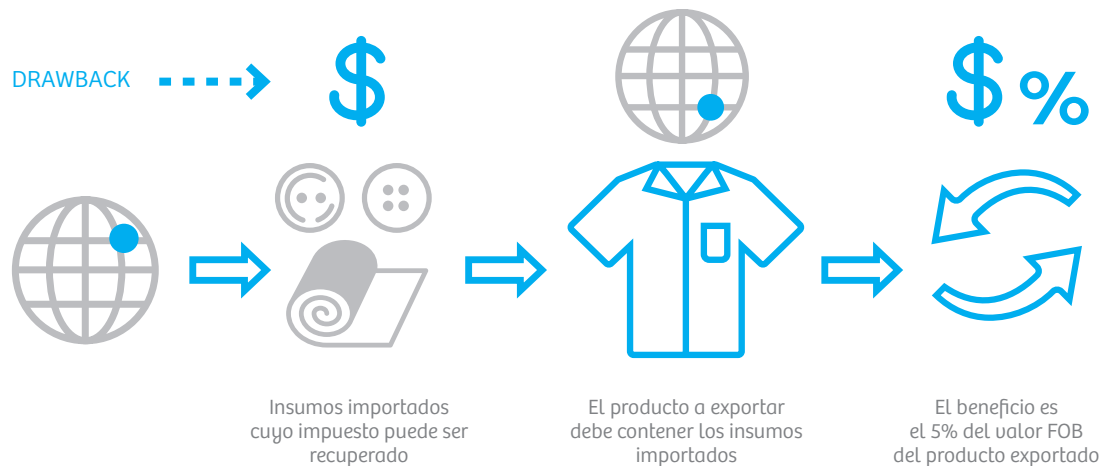 DRAWBACK
$
$ %
Insumos importados
cuyo impuesto puede ser
recuperado
El producto a exportar
debe contener los insumos
importados
El beneficio es
el 5% del valor FOB
del producto exportado